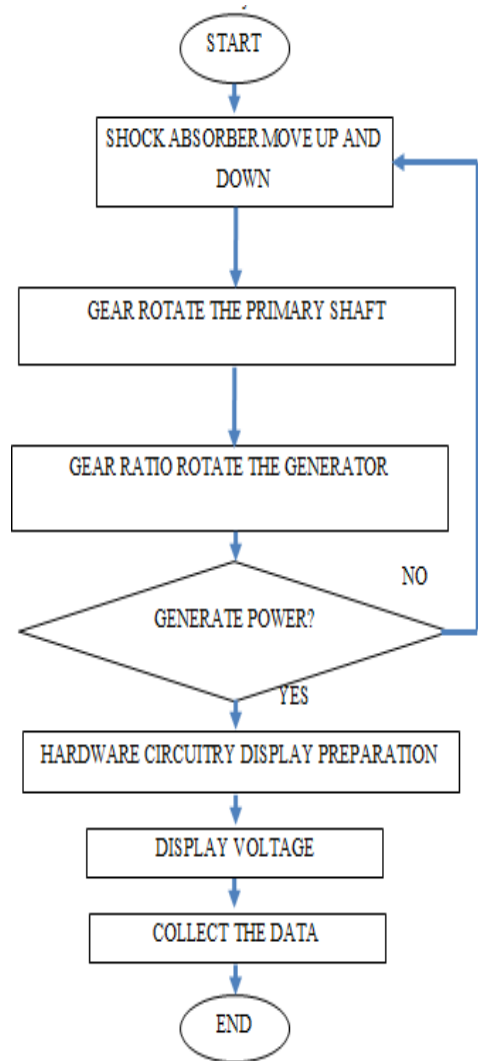 START
SHOCK ABSORBER MOVE UP AND
DOWN
GEAR ROTATE THE PRIMARY SHAFT
GEAR RATIO ROTATE THE GENERATOR
NO
GENERATE POWER?
YES
HARDWARE CIRCUITRY DISPLAY PREPARATION
DISPLAY VOLTAGE
COLLECT THE DATA
END